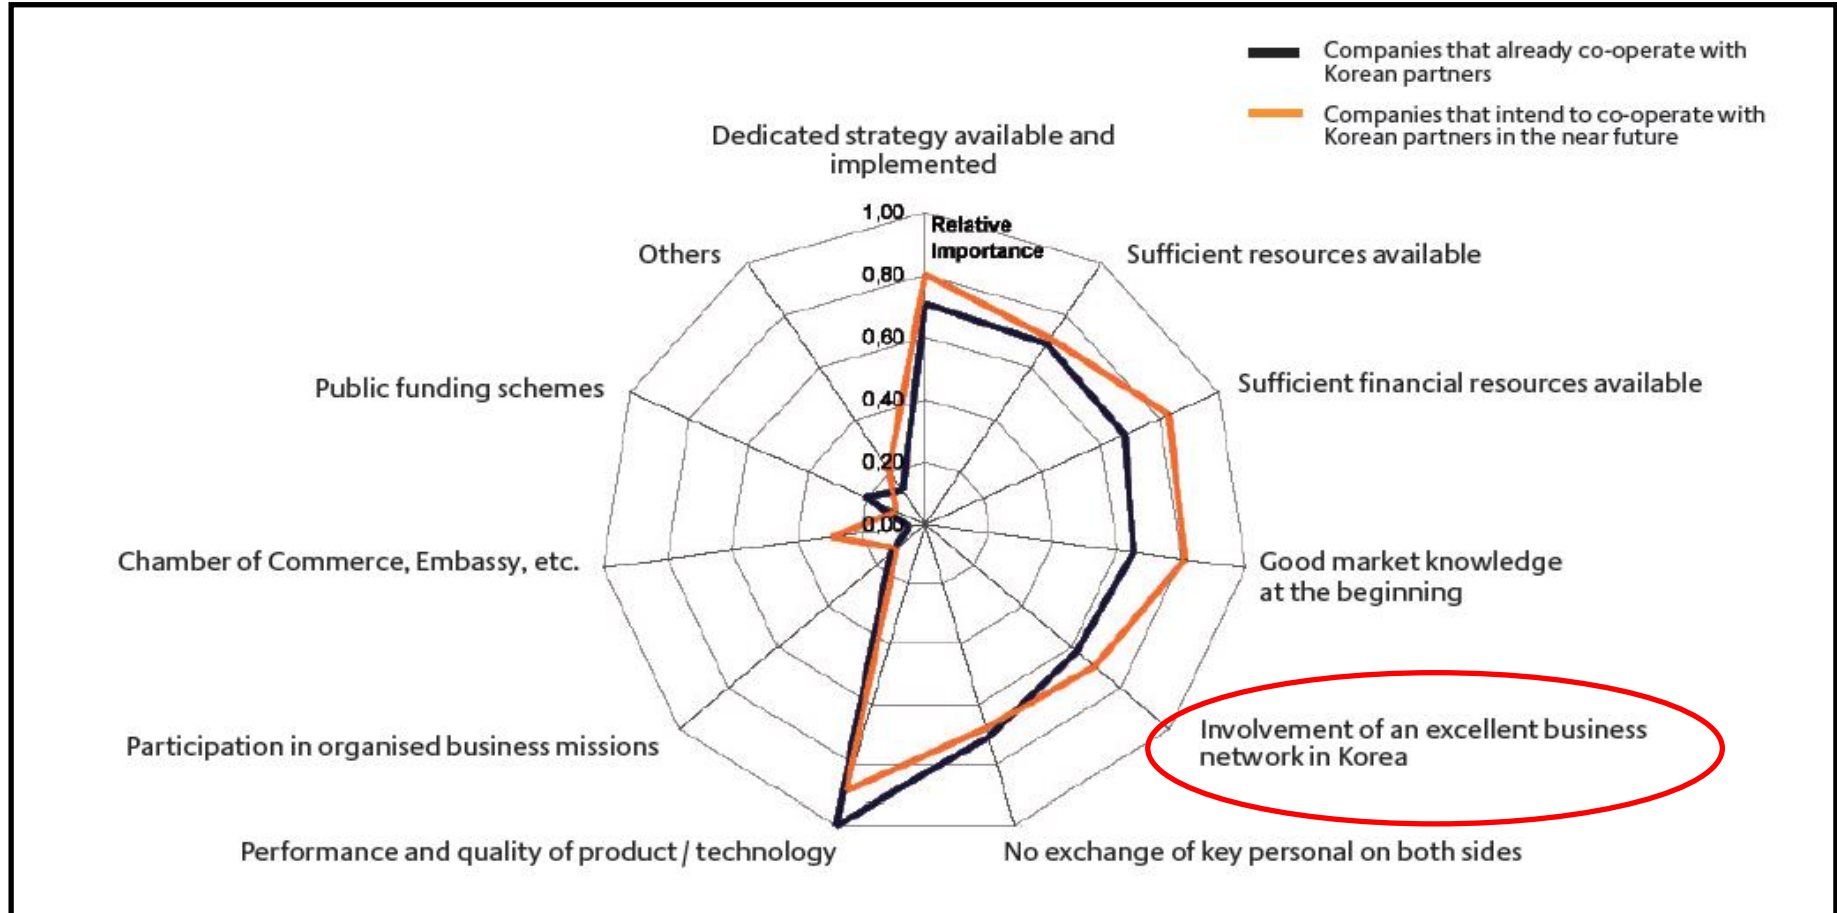 Companies that already co-operate with
Korean partners
Companies that intend to co-operate with
Korean partners in the near future
Dedicated strategy available and
implemented
1,00
Relative
Importance
Others
Sufficient resources available
0,80
0,60
Public funding schemes
Sufficient financial resources available
0,40
0,20
0,00
Chamber of Commerce, Embassy, etc.
Good market knowledge
at the beginning
Participation in organised business missions
Involvement of an excellent business
network in Korea
Performance and quality of product / technology
No exchange of key personal on both sides